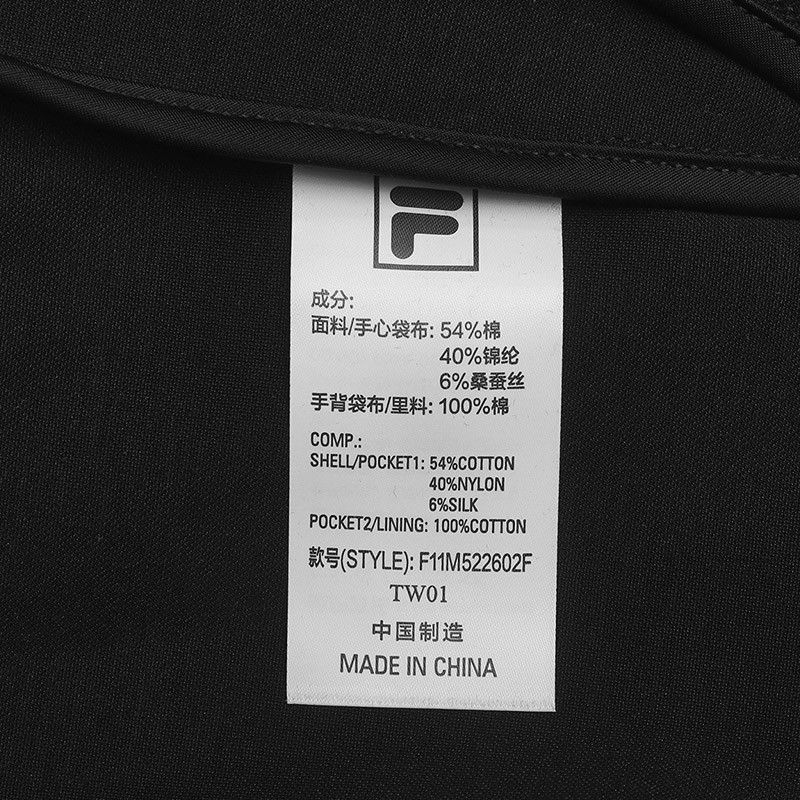 F
成分:
面料/手心袋布: 54%棉
40%锦纶
6%桑蚕丝
手背袋布/里料: 100%棉
COMP.:
SHELL/POCKET1: 54%COTTON
40%NYLON
6%SILK
POCKET2/LINING: 100%COTTON
款号(STYLE): F11M522602F
TW01
中国制造
MADE IN CHINA